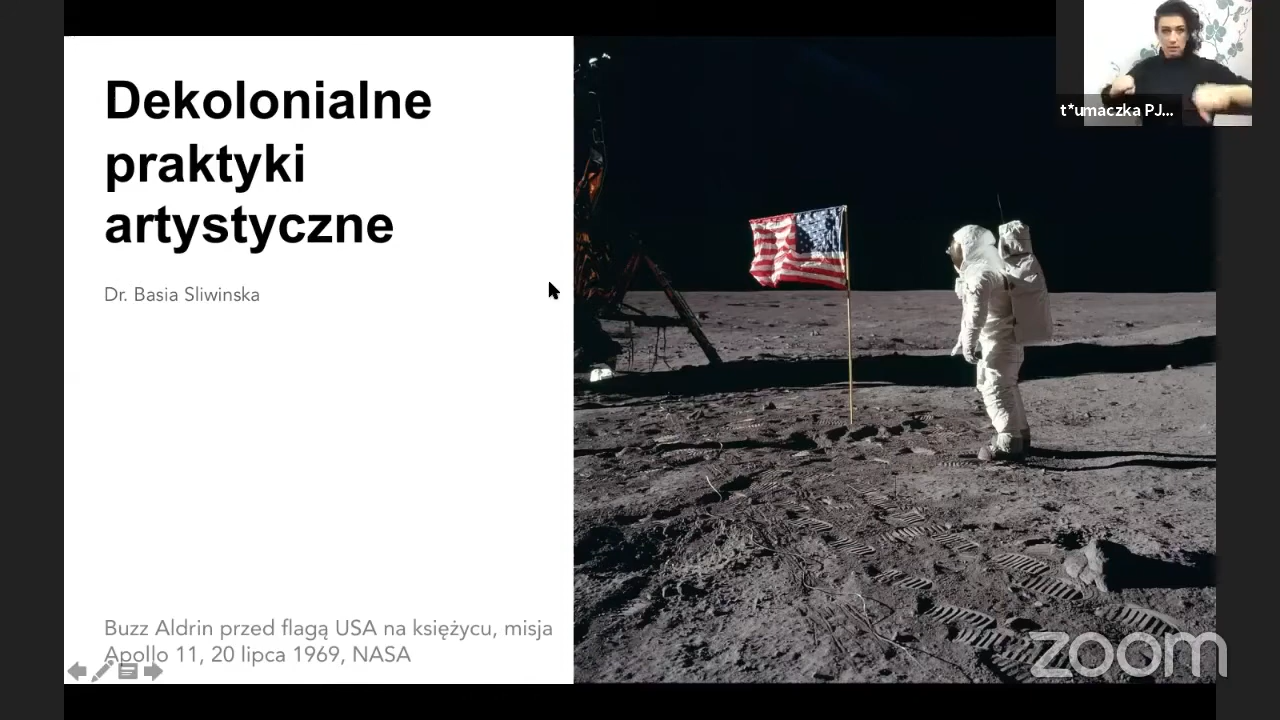 Dekolonialne
praktyki
artystyczne
Dr. Basia Sliwinska
Buzz Aldrin przed flagą USA na księżycu, misja
Apollo 11, 20 lipca 1969, NASA
t*umaczka PJ...
zoom